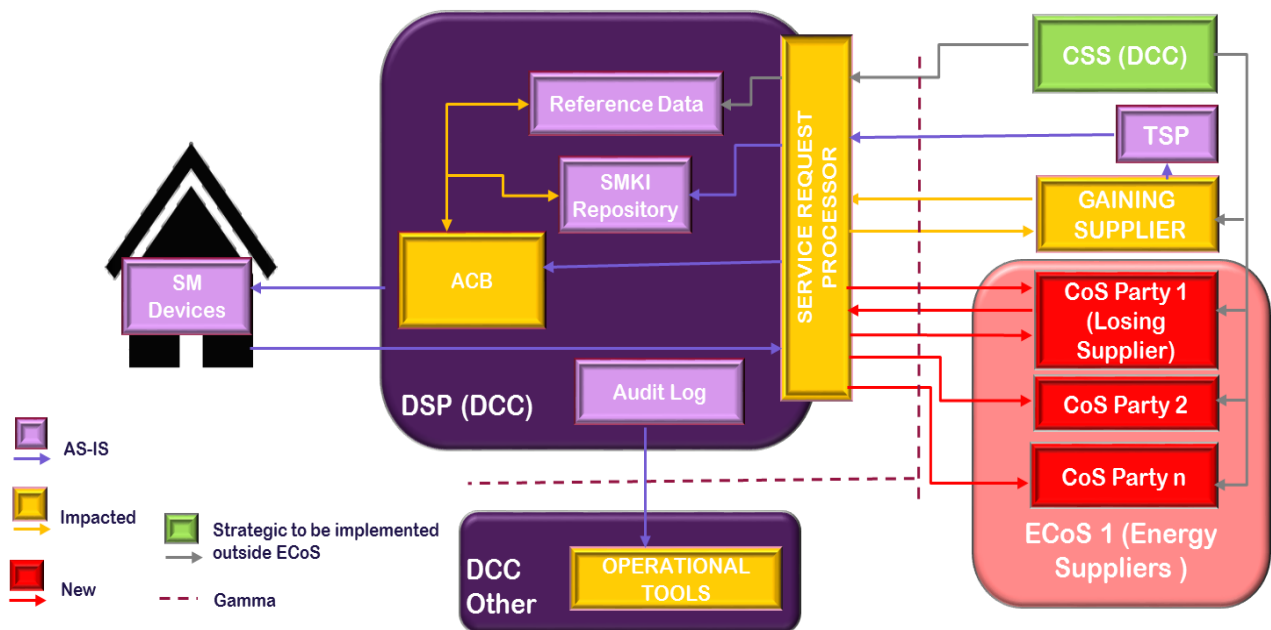 CSS (DCC)
Reference Data
TSP
SMKI
Repository
SERVICE REQUEST
PROCESSOR
GAINING
SUPPLIER
SM
Devices
ACB
CoS Party 1
(Losing
Supplier)
DSP (DCC)
Audit Log
CoS Party 2
CoS Party n
ECoS 1 (Energy
Suppliers )
AS-IS
Impacted
New
Strategic to be implemented
outside ECoS
Gamma
DCC
Other
OPERATIONAL
TOOLS